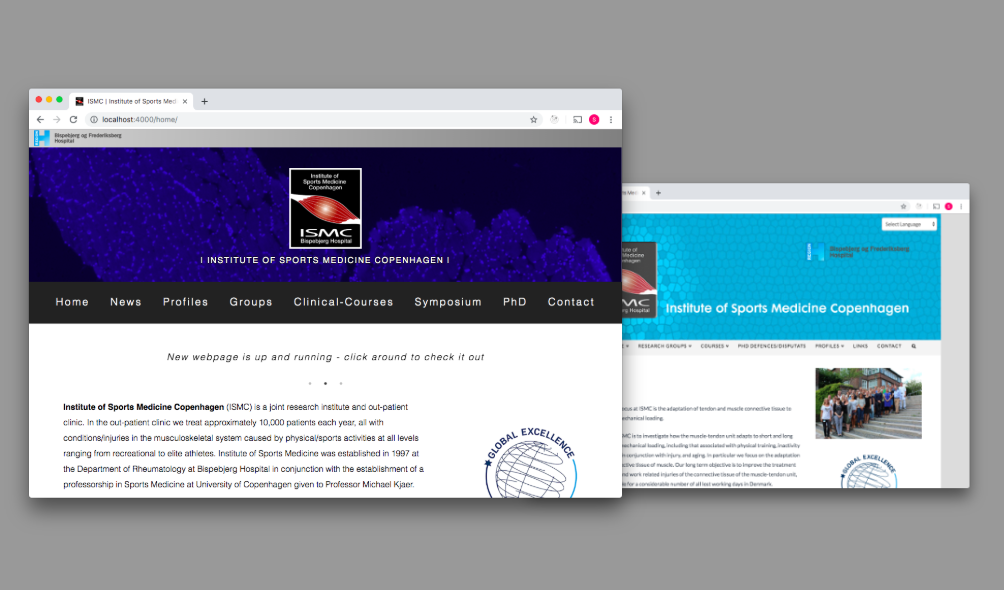 ISMC | Institute of Sports Med
localhost:4000/home/
S
Bispebjerg og Frederiksberg
Hospital
Institute of
Sports Medicine
Copenhagen
ISMC
Bispebjerg Hospital
| INSTITUTE OF SPORTS MEDICINE COPENHAGEN |
Home News Profiles Groups Clinical-Courses Symposium PhD Contact
New webpage is up and running - click around to check it out
Institute of Sports Medicine Copenhagen (ISMC) is a joint research institute and out-patient
clinic. In the out-patient clinic we treat approximately 10,000 patients each year, all with
conditions/injuries in the musculoskeletal system caused by physical/sports activities at all levels
ranging from recreational to elite athletes. Institute of Sports Medicine was established in 1997 at
the Department of Rheumatology at Bispebjerg Hospital in conjunction with the establishment of a
professorship in Sports Medicine at University of Copenhagen given to Professor Michael Kjaer.
GLOBAL EXCELLENCE
Select Language
Bispebjerg og Frederiksberg
Hospital
Institute of Sports Medicine Copenhagen
RESEARCH GROUPS COURSES PHD DEFENCES/DISPUTATS PROFILES LINKS CONTACT
ocus at ISMC is the adaptation of tendon and muscle connective tissue to
mechanical loading.
MC is to investigate how the muscle-tendon unit adapts to short and long
mechanical loading, including that associated with physical training, inactivity
n conjunction with injury, and aging. In particular we focus on the adaptation
ctive tissue of muscle. Our long term objective is to improve the treatment
and work related injuries of the connective tissue of the muscle-tendon unit,
s for a considerable number of all lost working days in Denmark.
GLOBAL EXCELLENCE